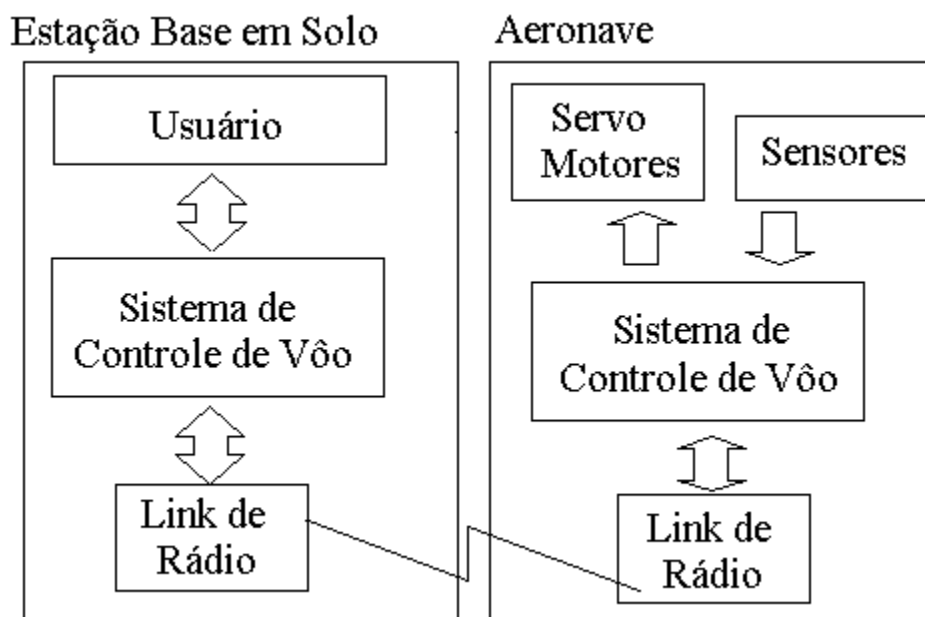 Estação Base em Solo
Usuário
Sistema de
Controle de Vôo
Link de
Rádio
Aeronave
Servo
Motores
Sensores
Sistema de
Controle de Vôo
Link de
Rádio